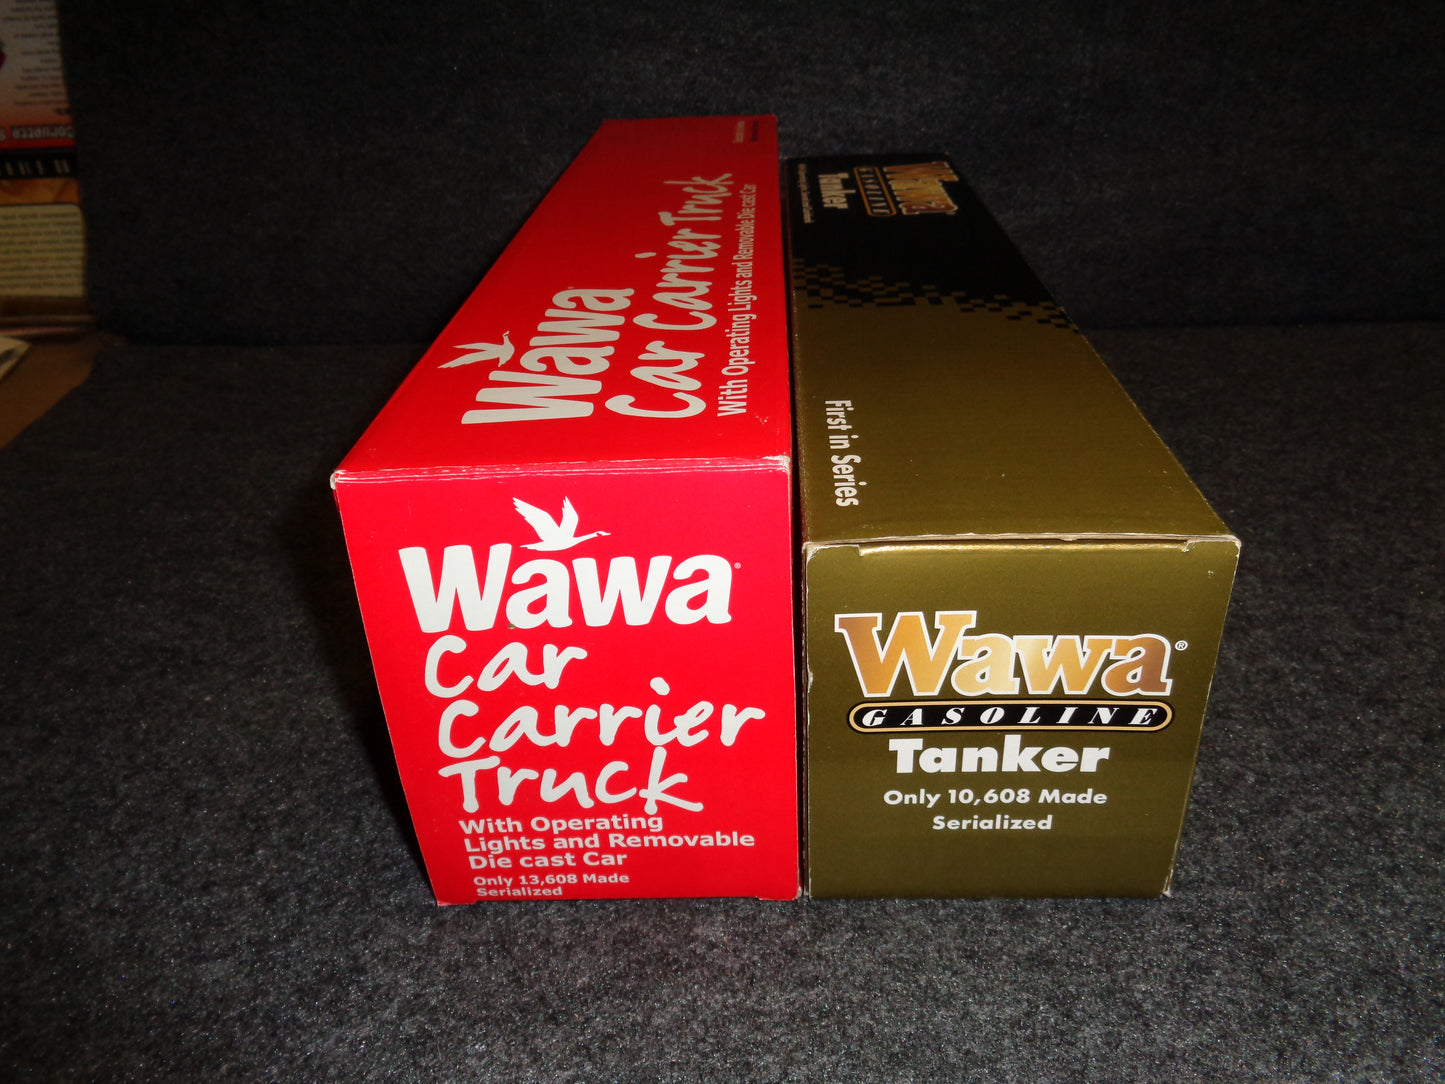 Wawa
Car Carrier Truck
With Operating Lights and Removable Die cast Car
Wawa®
Car
Carrier
Truck
With Operating
Lights and Removable
Die cast Car
Only 13,608 Made
Serialized
Wawa
GASOLINE
Tanker
First in Series
Wawa®
GASOLINE
Tanker
Only 10,608 Made
Serialized